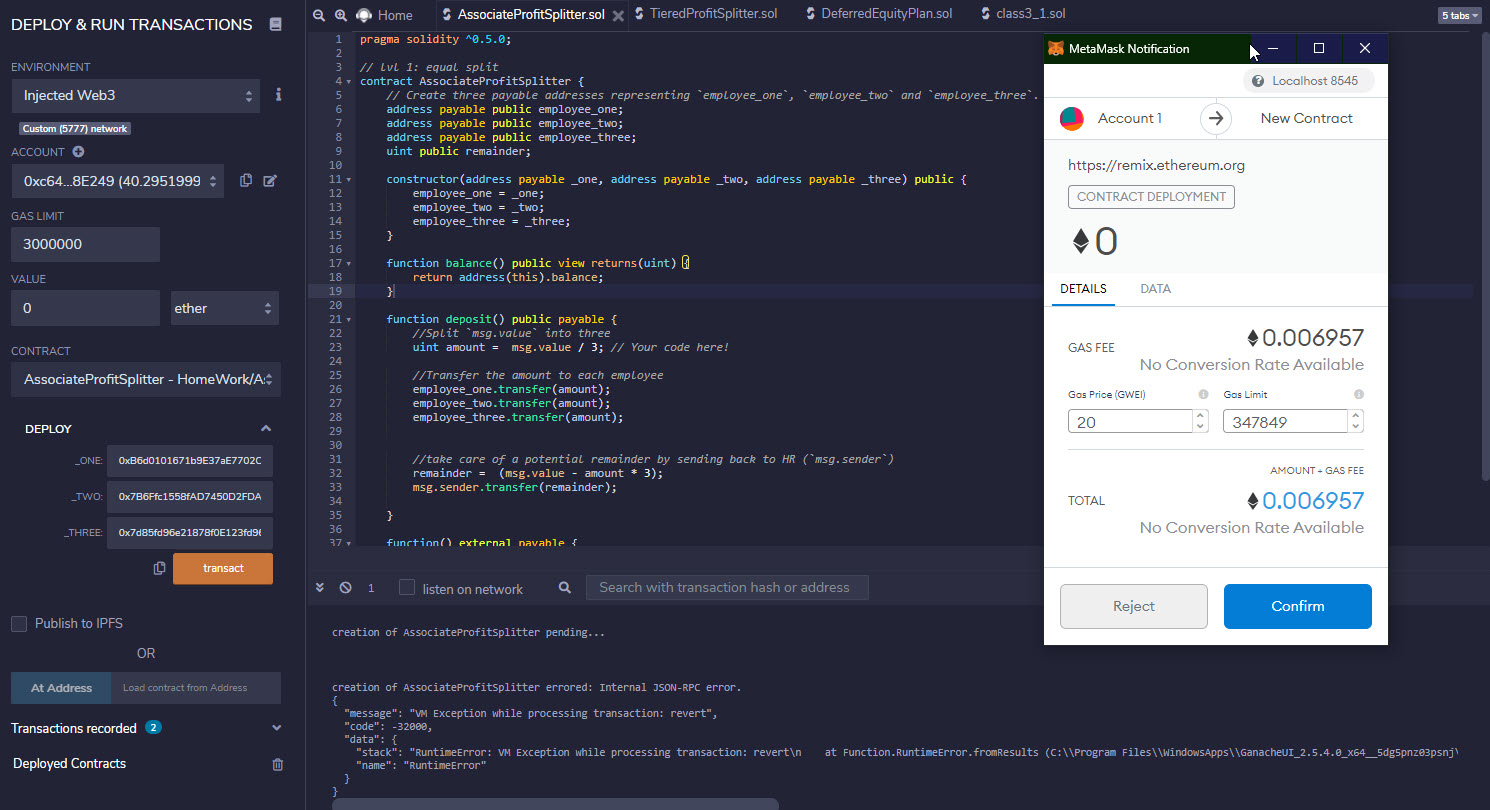 DEPLOY & RUN TRANSACTIONS
ENVIRONMENT
Injected Web3
Custom (5777) network
ACCOUNT
0xc64...8E249 (40.2951999
GAS LIMIT
3000000
VALUE
0
ether
CONTRACT
AssociateProfitSplitter - HomeWork/A
DEPLOY
_ONE: 0xB6d0101671b9E37aE7702C
_TWO: 0x7B6Ffc1558fAD7450D2FDA
_THREE: 0x7d85fd96e21878f0E123fd96
transact
Publish to IPFS
OR
At Address
Load contract from Address
Transactions recorded 2
Deployed Contracts
Home
AssociateProfitSplitter.sol
TieredProfitSplitter.sol
DeferredEquityPlan.sol
class3_1.sol
5 tabs
1 pragma solidity ^0.5.0;
2
3 // lvl 1: equal split
4 contract AssociateProfitSplitter {
5 // Create three payable addresses representing `employee_one`, `employee_two` and `employee_three`.
6 address payable public employee_one;
7 address payable public employee_two;
8 address payable public employee_three;
9 uint public remainder;
10
11 constructor(address payable _one, address payable _two, address payable _three) public {
12 employee_one = _one;
13 employee_two = _two;
14 employee_three = _three;
15 }
16
17 function balance() public view returns(uint) {
18 return address(this).balance;
19 }
20
21 function deposit() public payable {
22 //Split `msg.value` into three
23 uint amount =  msg.value / 3; // Your code here!
24
25 //Transfer the amount to each employee
26 employee_one.transfer(amount);
27 employee_two.transfer(amount);
28 employee_three.transfer(amount);
29
30
31 //take care of a potential remainder by sending back to HR (`msg.sender`)
32 remainder =  (msg.value - amount * 3);
33 msg.sender.transfer(remainder);
34
35 }
36
37 function() external payable {
1
listen on network
Search with transaction hash or address
creation of AssociateProfitSplitter pending...
creation of AssociateProfitSplitter errored: Internal JSON-RPC error.
{
"message": "VM Exception while processing transaction: revert",
"code": -32000,
"data": {
"stack": "RuntimeError: VM Exception while processing transaction: revert\n    at Function.RuntimeError.fromResults (C:\\Program Files\\WindowsApps\\GanacheUI_2.5.4.0_x64__5dg5pnz03psnj\
"name": "RuntimeError"
}
}
MetaMask Notification
Localhost 8545
Account 1
New Contract
https://remix.ethereum.org
CONTRACT DEPLOYMENT
0
DETAILS
DATA
GAS FEE
0.006957
No Conversion Rate Available
Gas Price (GWEI)
Gas Limit
20
347849
AMOUNT + GAS FEE
TOTAL
0.006957
No Conversion Rate Available
Reject
Confirm